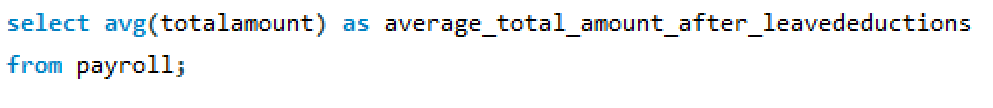 select avg(totalamount) as average_total_amount_after_leavedeductions
from payroll;